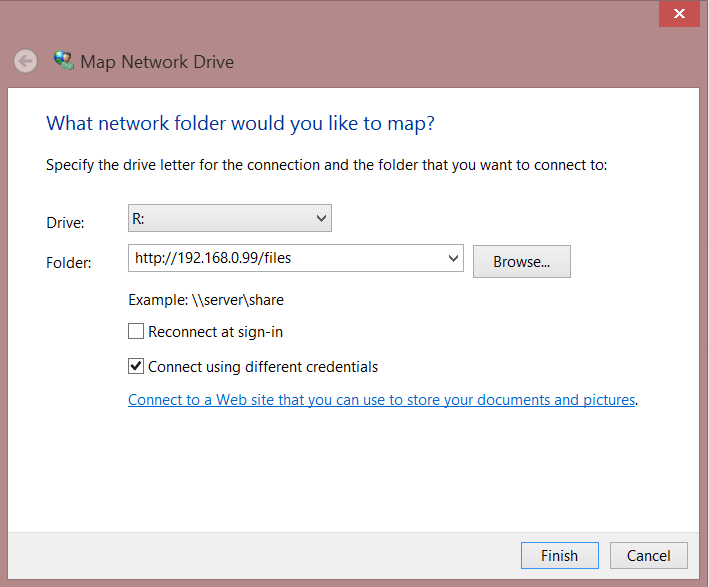 Map Network Drive
What network folder would you like to map?
Specify the drive letter for the connection and the folder that you want to connect to:
Drive: R:
Folder: http://192.168.0.99/files Browse...
Example: \\server\share
Reconnect at sign-in
Connect using different credentials
Connect to a Web site that you can use to store your documents and pictures.
Finish Cancel